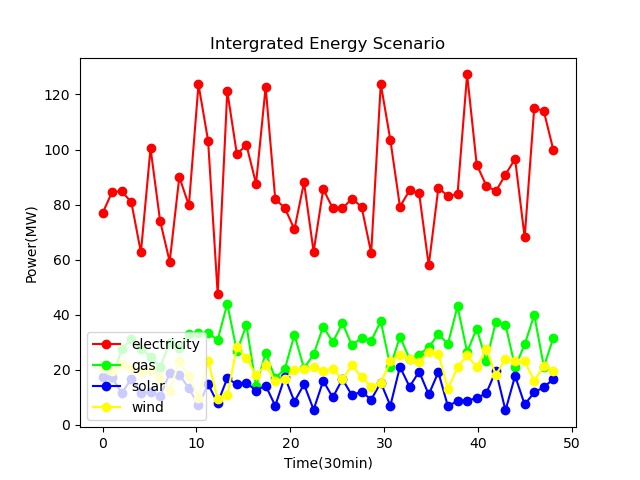 Intergrated Energy Scenario
Power(MW)
120
100
80
60
40
20
0
electricity
gas
solar
wind
0 10 20 30 40 50
Time(30min)